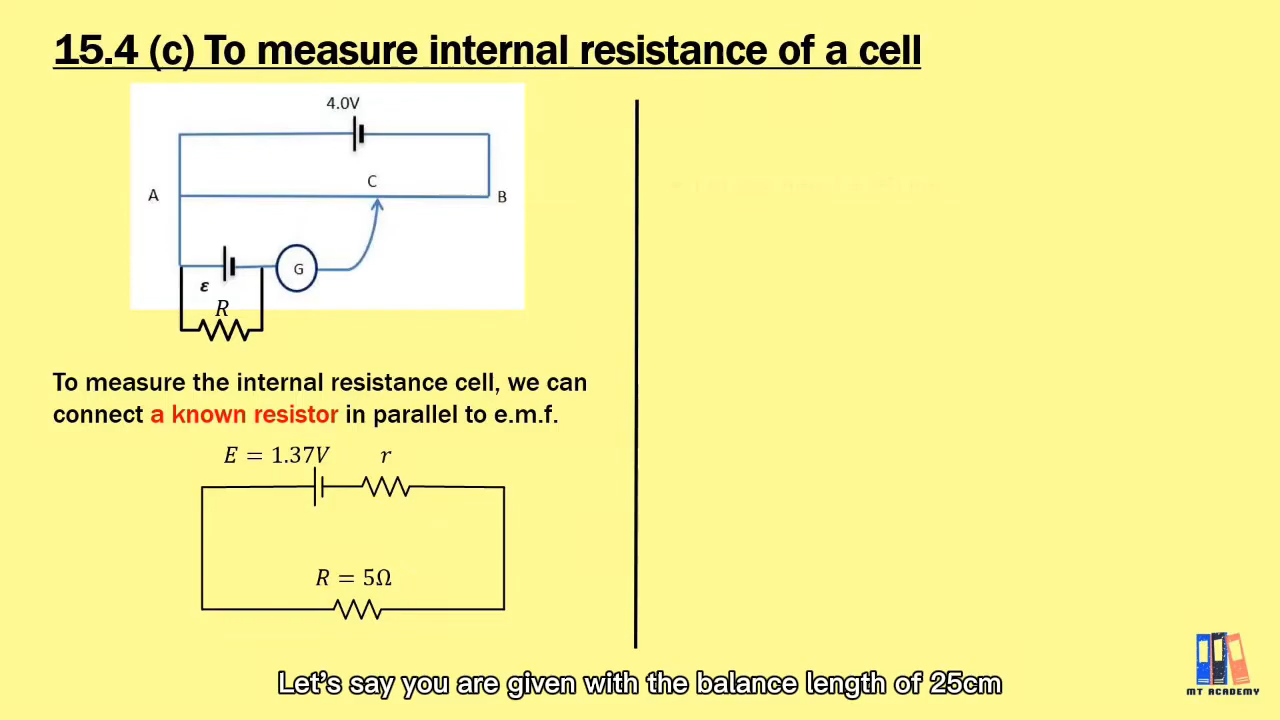 15.4 (c) To measure internal resistance of a cell
4.0V
A
C
B
ε
G
R
To measure the internal resistance cell, we can
connect a known resistor in parallel to e.m.f.
E = 1.37V
r
R = 5Ω
Let's say you are given with the balance length of 25cm
MT ACADEMY